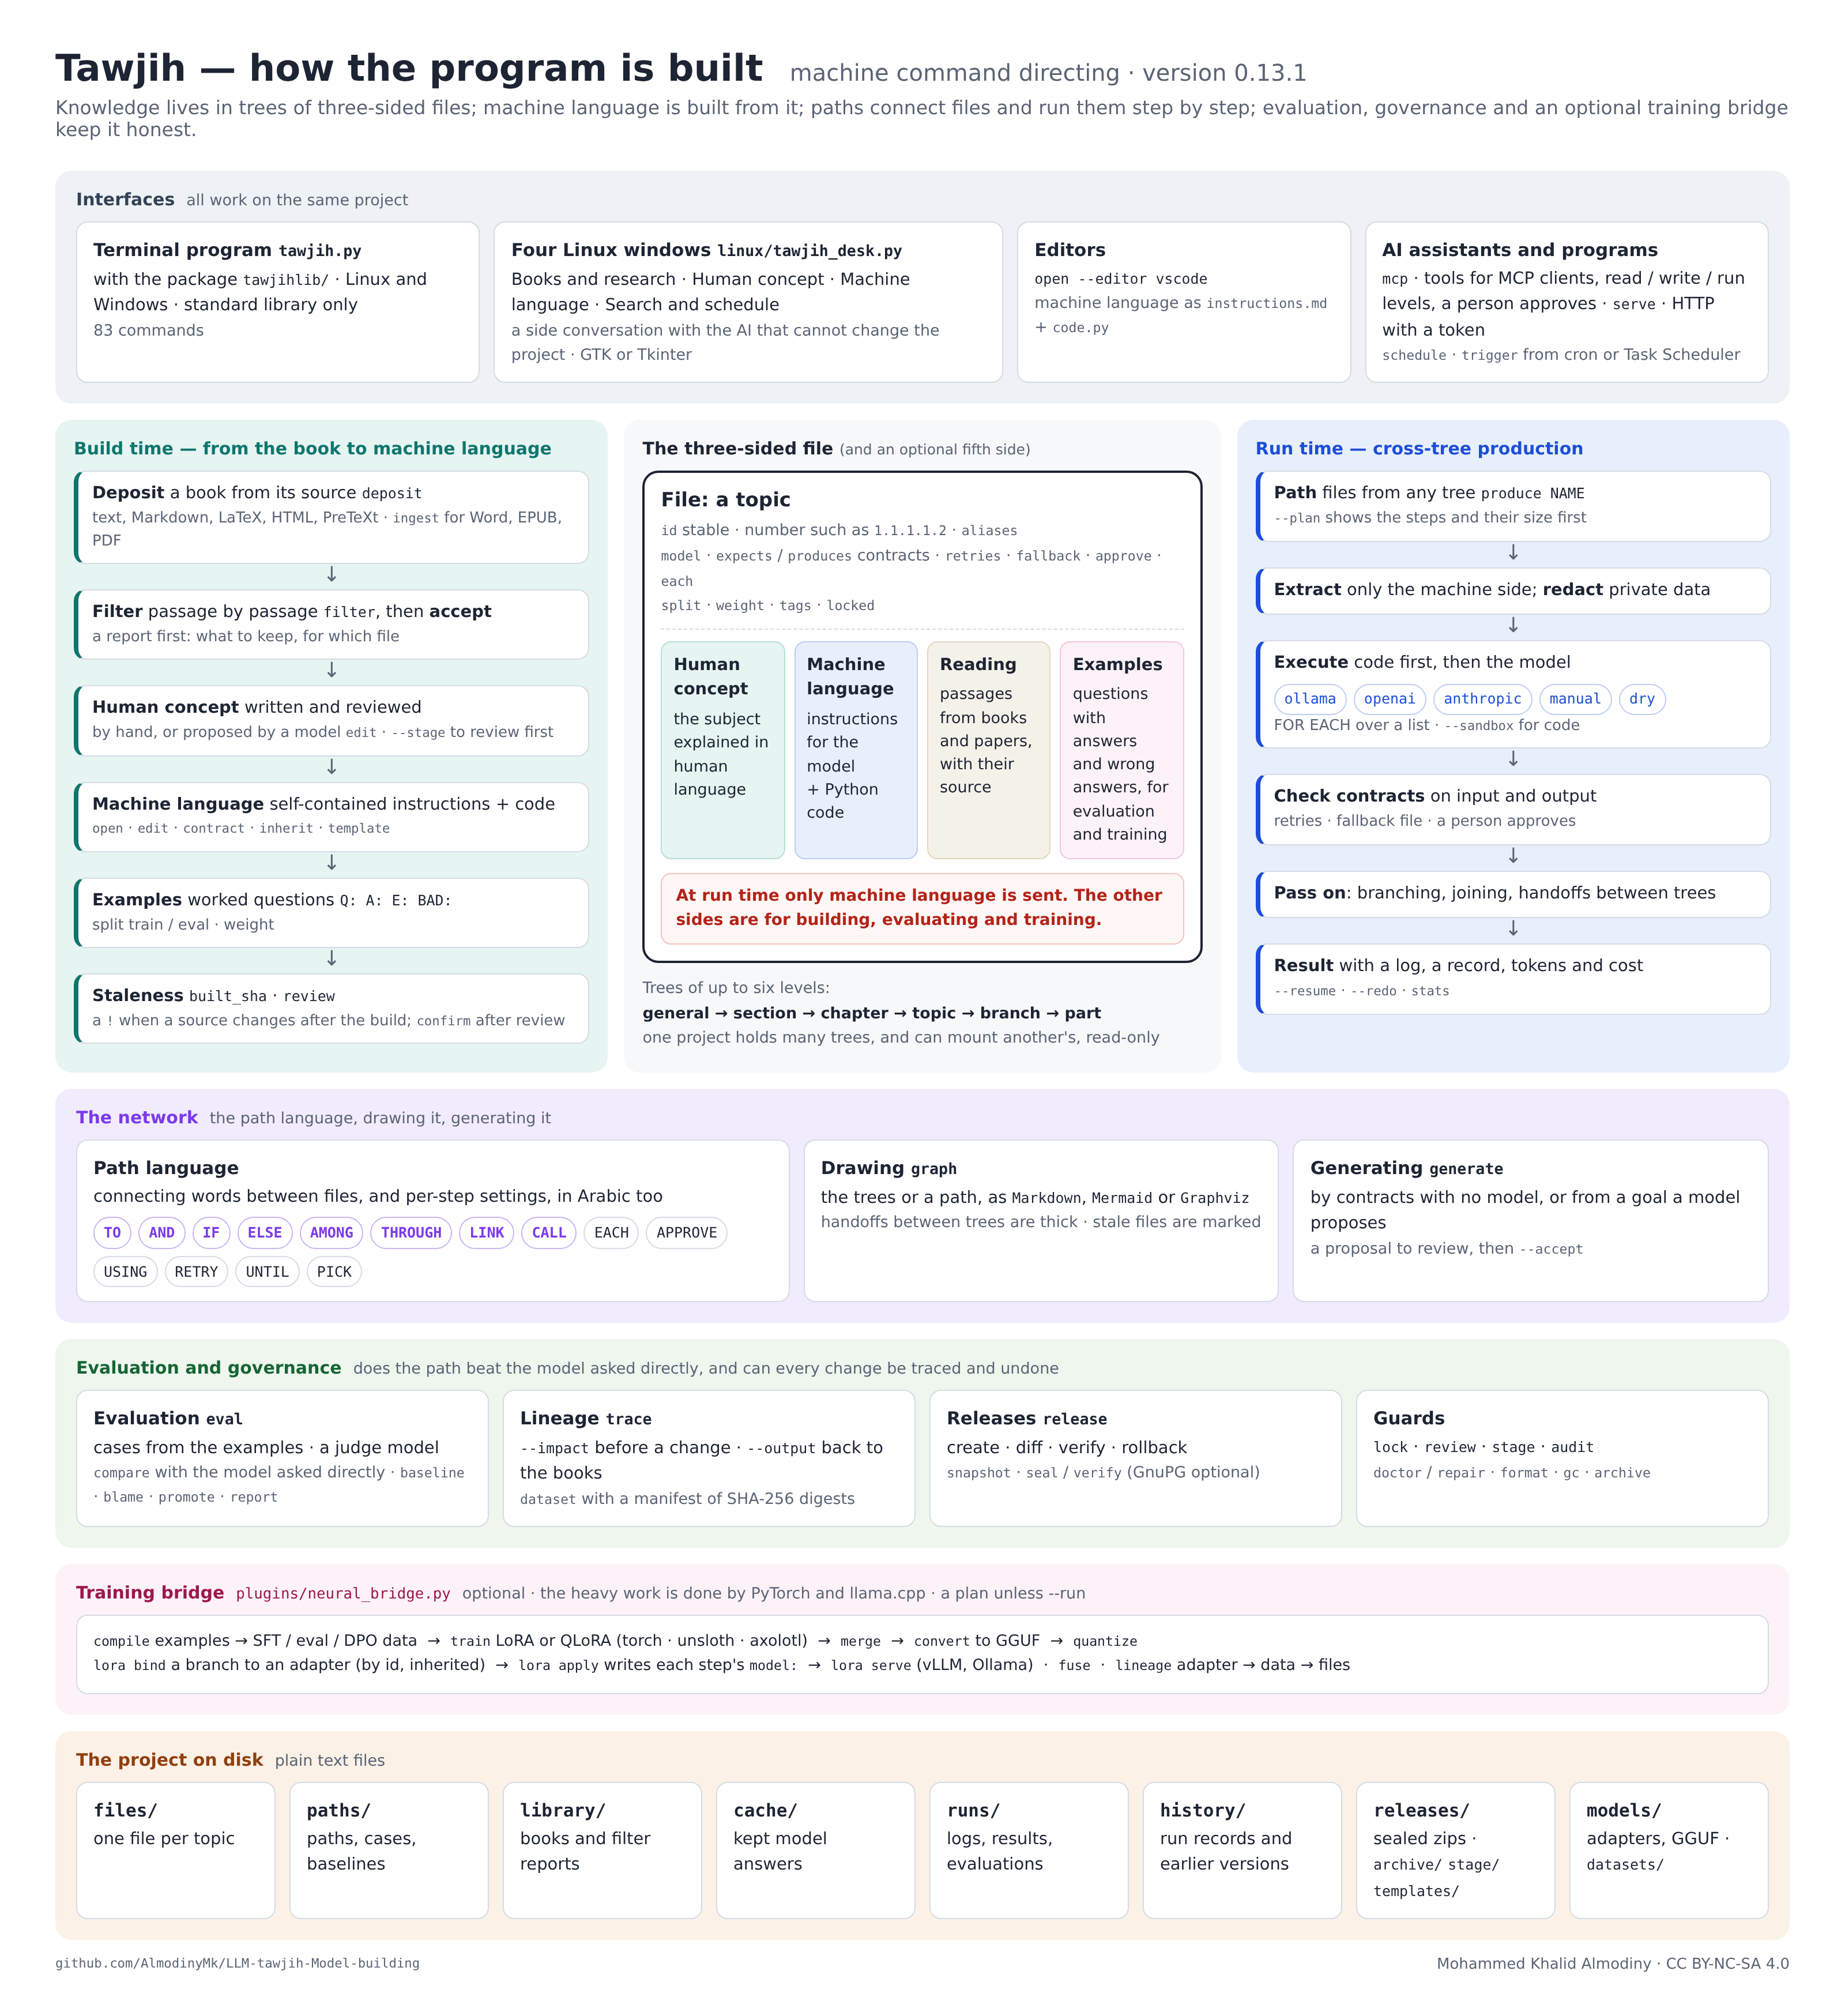 Tawjih — how the program is built machine command directing · version 0.13.1
Knowledge lives in trees of three-sided files; machine language is built from it; paths connect files and run them step by step; evaluation, governance and an optional training bridge
keep it honest.
Interfaces all work on the same project
Terminal program tawjih.py
with the package tawjihlib/ · Linux and
Windows · standard library only
83 commands
Four Linux windows linux/tawjih_desk.py
Books and research · Human concept · Machine
language · Search and schedule
a side conversation with the AI that cannot change the
project · GTK or Tkinter
Editors
open --editor vscode
machine language as instructions.md
+ code.py
AI assistants and programs
mcp · tools for MCP clients, read / write / run
levels, a person approves · serve · HTTP
with a token
schedule · trigger from cron or Task Scheduler
Build time — from the book to machine language
Deposit a book from its source deposit
text, Markdown, LaTeX, HTML, PreTeXt · ingest for Word, EPUB,
PDF
↓
Filter passage by passage filter, then accept
a report first: what to keep, for which file
↓
Human concept written and reviewed
by hand, or proposed by a model edit · --stage to review first
↓
Machine language self-contained instructions + code
open · edit · contract · inherit · template
↓
Examples worked questions Q: A: E: BAD:
split train / eval · weight
↓
Staleness built_sha · review
a ! when a source changes after the build; confirm after review
The three-sided file (and an optional fifth side)
File: a topic
id stable · number such as 1.1.1.1.2 · aliases
model · expects / produces contracts · retries · fallback · approve ·
each
split · weight · tags · locked
Human
concept
the subject
explained in
human
language
Machine
language
instructions
for the
model
+ Python
code
Reading
passages
from books
and papers,
with their
source
Examples
questions
with
answers
and wrong
answers, for
evaluation
and training
At run time only machine language is sent. The other
sides are for building, evaluating and training.
Trees of up to six levels:
general → section → chapter → topic → branch → part
one project holds many trees, and can mount another's, read-only
Run time — cross-tree production
Path files from any tree produce NAME
--plan shows the steps and their size first
↓
Extract only the machine side; redact private data
↓
Execute code first, then the model
ollama openai anthropic manual dry
FOR EACH over a list · --sandbox for code
↓
Check contracts on input and output
retries · fallback file · a person approves
↓
Pass on: branching, joining, handoffs between trees
↓
Result with a log, a record, tokens and cost
--resume · --redo · stats
The network the path language, drawing it, generating it
Path language
connecting words between files, and per-step settings, in Arabic too
TO AND IF ELSE AMONG THROUGH LINK CALL EACH APPROVE
USING RETRY UNTIL PICK
Drawing graph
the trees or a path, as Markdown, Mermaid or Graphviz
handoffs between trees are thick · stale files are marked
Generating generate
by contracts with no model, or from a goal a model
proposes
a proposal to review, then --accept
Evaluation and governance does the path beat the model asked directly, and can every change be traced and undone
Evaluation eval
cases from the examples · a judge model
compare with the model asked directly · baseline
· blame · promote · report
Lineage trace
--impact before a change · --output back to
the books
dataset with a manifest of SHA-256 digests
Releases release
create · diff · verify · rollback
snapshot · seal / verify (GnuPG optional)
Guards
lock · review · stage · audit
doctor / repair · format · gc · archive
Training bridge plugins/neural_bridge.py optional · the heavy work is done by PyTorch and llama.cpp · a plan unless --run
compile examples → SFT / eval / DPO data → train LoRA or QLoRA (torch · unsloth · axolotl) → merge → convert to GGUF → quantize
lora bind a branch to an adapter (by id, inherited) → lora apply writes each step's model: → lora serve (vLLM, Ollama) · fuse · lineage adapter → data → files
The project on disk plain text files
files/
one file per topic
paths/
paths, cases,
baselines
library/
books and filter
reports
cache/
kept model
answers
runs/
logs, results,
evaluations
history/
run records and
earlier versions
releases/
sealed zips ·
archive/ stage/
templates/
models/
adapters, GGUF ·
datasets/
github.com/AlmodinyMk/LLM-tawjih-Model-building
Mohammed Khalid Almodiny · CC BY-NC-SA 4.0